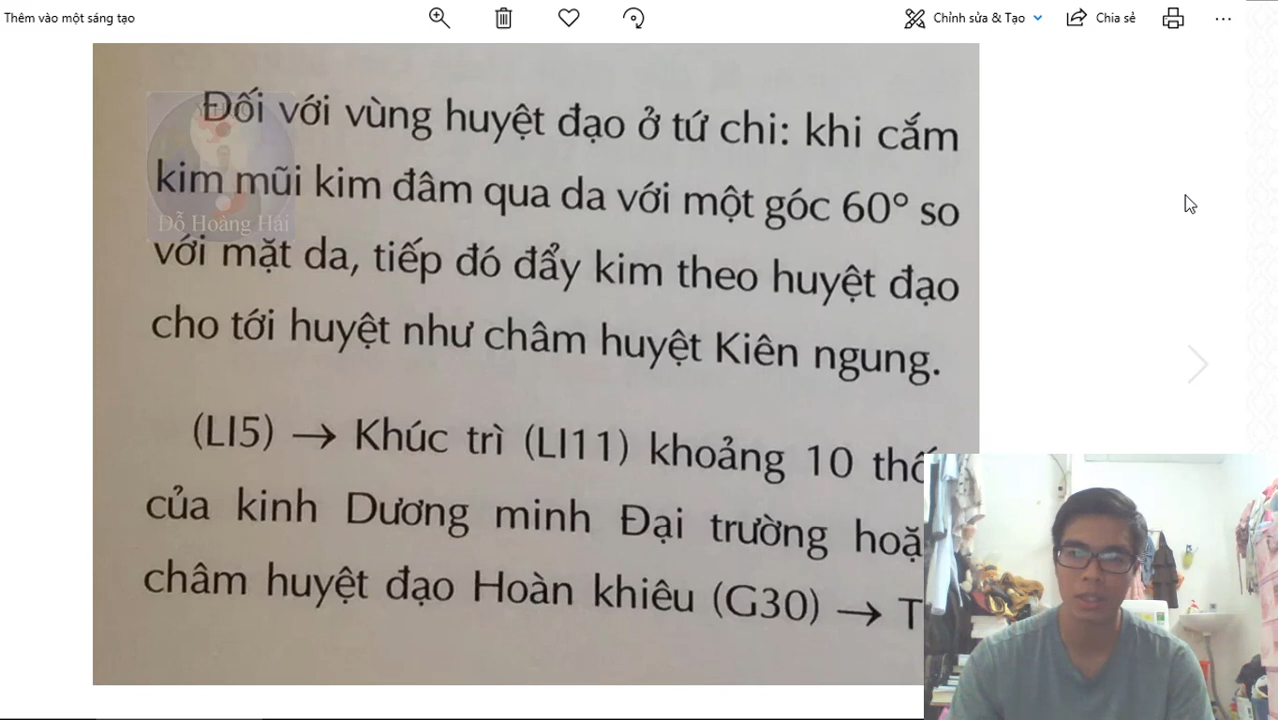 Thêm vào một sáng tạo
Chỉnh sửa & Tạo
Chia sẻ
Đối với vùng huyệt đạo ở tứ chi: khi cắm
kim mũi kim đâm qua da với một góc 60° so
với mặt da, tiếp đó đẩy kim theo huyệt đạo
cho tới huyệt như châm huyệt Kiên ngung.
Đỗ Hoàng Hải
(LI5) → Khúc trì (LI11) khoảng 10
của kinh Dương minh Đại trường
châm huyệt đạo Hoàn khiêu (G30) →